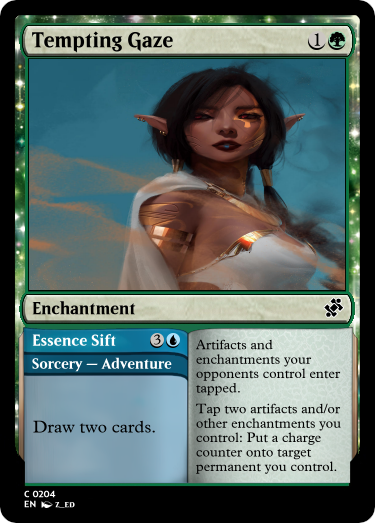 Tempting Gaze 1
Enchantment
Essence Sift 3
Sorcery — Adventure
Draw two cards.
Artifacts and
enchantments your
opponents control enter
tapped.
Tap two artifacts and/or
other enchantments you
control: Put a charge
counter onto target
permanent you control.
C 0204
EN Z_ED